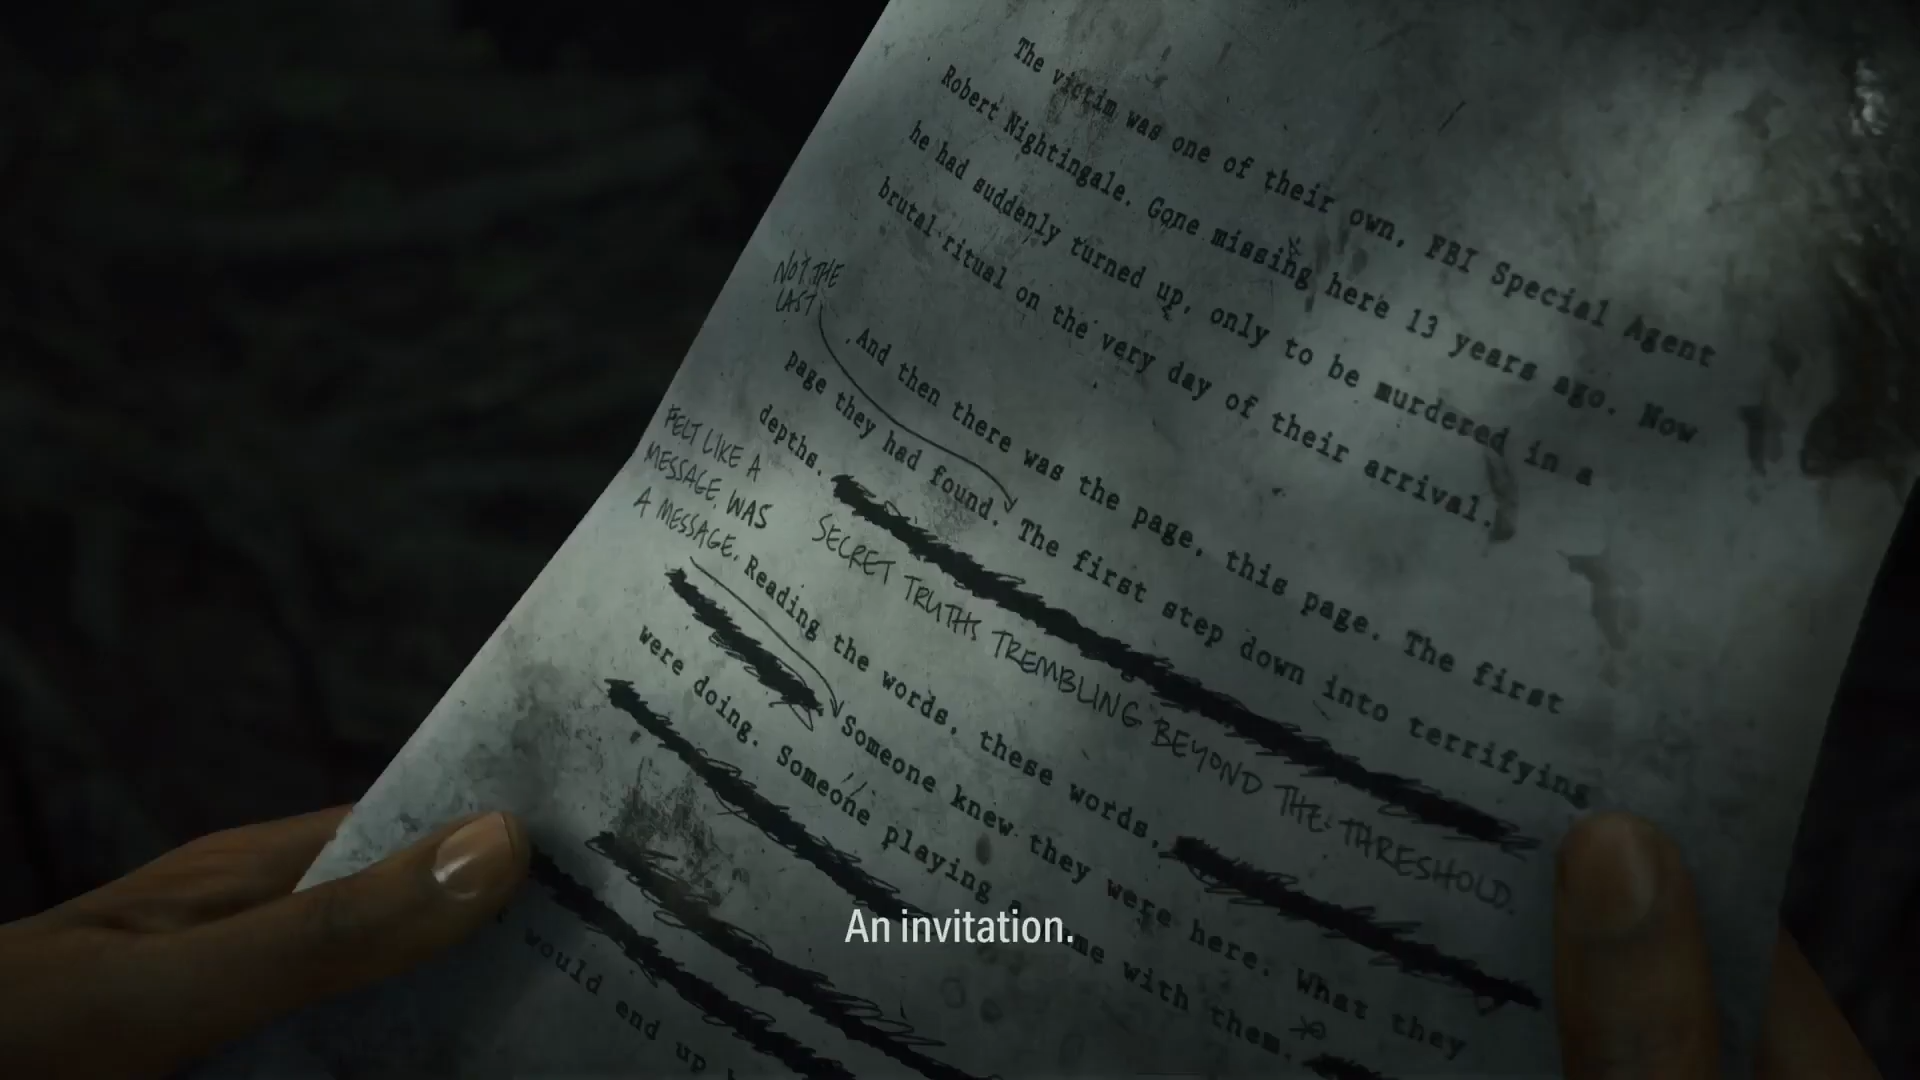 The victim was one of their own, FBI Special Agent
Robert Nightingale. Gone missing here 13 years ago. Now
he had suddenly turned up, only to be murdered in a
brutal ritual on the very day of their arrival.
NOT THE
LAST
And then there was the page, this page. The first
page they had found. The first step down into terrifying
depths.
SECRET TRUTHS TREMBLING BEYOND THE THRESHOLD.
FELT LIKE A
MESSAGE, WAS
A MESSAGE.
Reading the words, these words,
Someone knew they were here. What they
were doing. Someone playing a game with them.
would end up
An invitation.